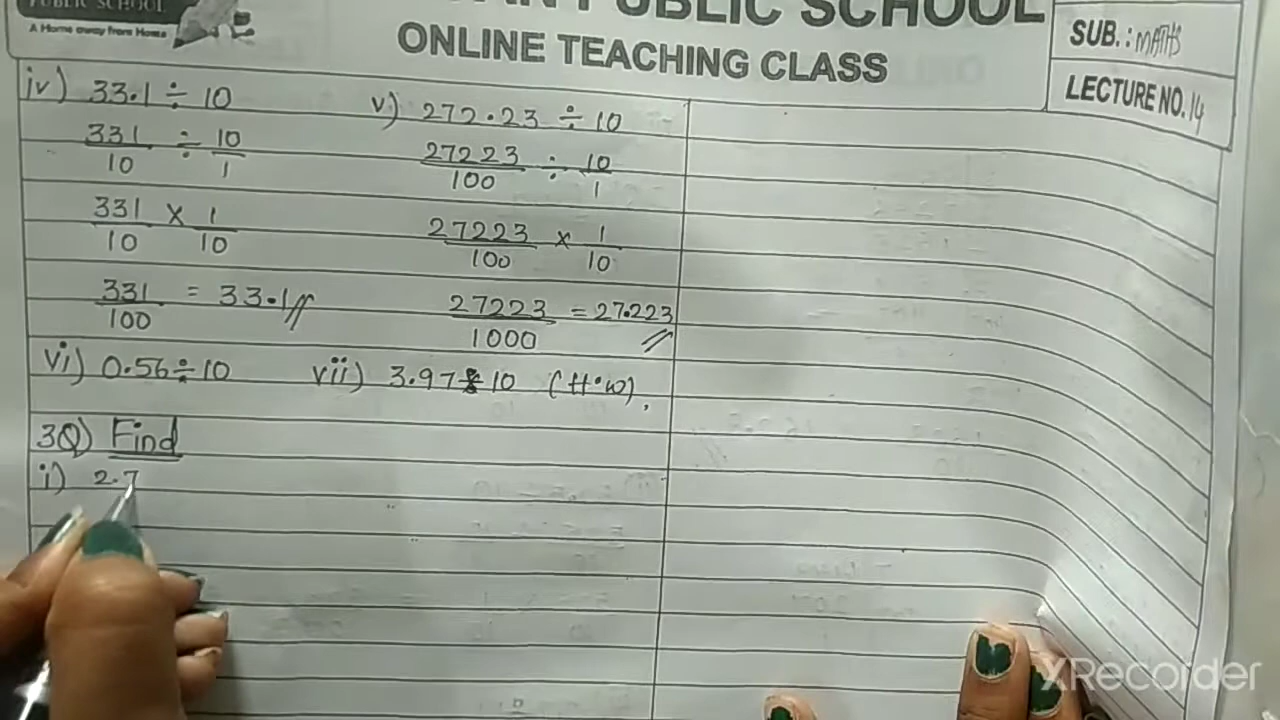 PUBLIC SCHOOL
A Home away from Home
PUBLIC SCHOOL
ONLINE TEACHING CLASS
SUB. : MATHS
LECTURE NO. 14
iv) 33.1 ÷ 10
331/10 ÷ 10/1
331/10 × 1/10
331/100 = 33.1//
v) 272.23 ÷ 10
27223/100 ÷ 10/1
27223/100 × 1/10
27223/1000 = 27.223 //
vi) 0.56 ÷ 10
vii) 3.97 ÷ 10 (H.W).
3Q) Find
i) 2.7
XRecorder